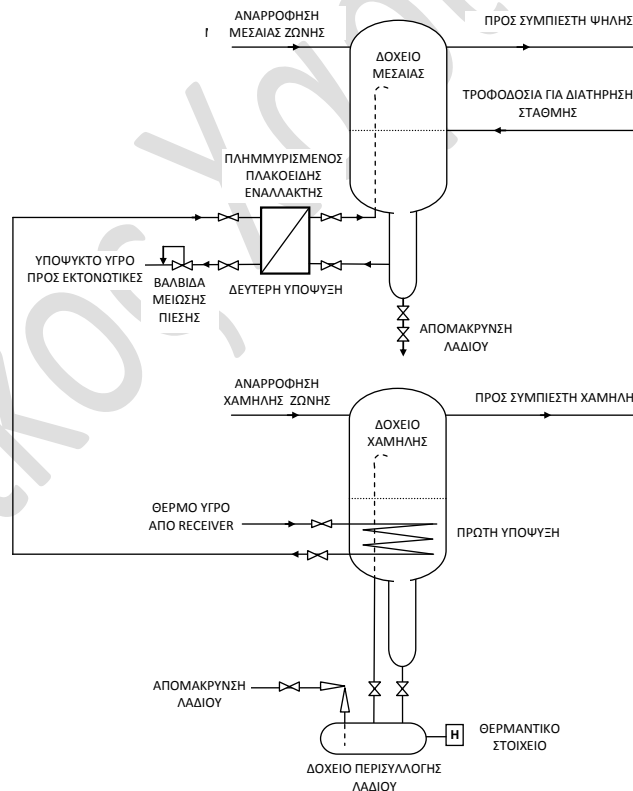 ΑΝΑΡΡΟΦΗΣΗ
ΜΕΣΑΙΑΣ ΖΩΝΗΣ
ΠΡΟΣ ΣΥΜΠΙΕΣΤΗ ΨΗΛΗΣ
ΔΟΧΕΙΟ
ΜΕΣΑΙΑΣ
ΤΡΟΦΟΔΟΣΙΑ ΓΙΑ ΔΙΑΤΗΡΗΣΗ
ΣΤΑΘΜΗΣ
ΠΛΗΜΜΥΡΙΣΜΕΝΟΣ
ΠΛΑΚΟΕΙΔΗΣ
ΕΝΑΛΛΑΚΤΗΣ
ΥΠΟΨΥΚΤΟ ΥΓΡΟ
ΠΡΟΣ ΕΚΤΟΝΩΤΙΚΕΣ
ΒΑΛΒΙΔΑ
ΜΕΙΩΣΗΣ
ΠΙΕΣΗΣ
ΔΕΥΤΕΡΗ ΥΠΟΨΥΞΗ
ΑΠΟΜΑΚΡΥΝΣΗ
ΛΑΔΙΟΥ
ΑΝΑΡΡΟΦΗΣΗ
ΧΑΜΗΛΗΣ ΖΩΝΗΣ
ΠΡΟΣ ΣΥΜΠΙΕΣΤΗ ΧΑΜΗΛΗ
ΔΟΧΕΙΟ
ΧΑΜΗΛΗΣ
ΘΕΡΜΟ ΥΓΡΟ
ΑΠΟ RECEIVER
ΠΡΩΤΗ ΥΠΟΨΥΞΗ
ΑΠΟΜΑΚΡΥΝΣΗ
ΛΑΔΙΟΥ
H
ΘΕΡΜΑΝΤΙΚΟ
ΣΤΟΙΧΕΙΟ
ΔΟΧΕΙΟ ΠΕΡΙΣΥΛΛΟΓΗΣ
ΛΑΔΙΟΥ